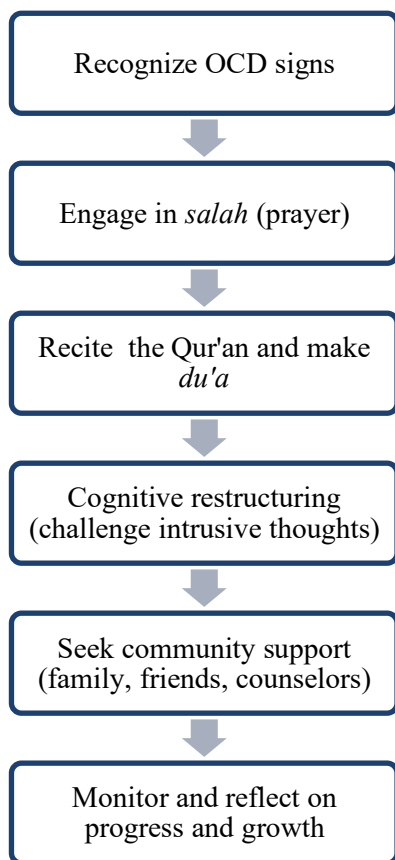 Recognize OCD signs
Engage in salah (prayer)
Recite the Qur'an and make
du'a
Cognitive restructuring
(challenge intrusive thoughts)
Seek community support
(family, friends, counselors)
Monitor and reflect on
progress and growth